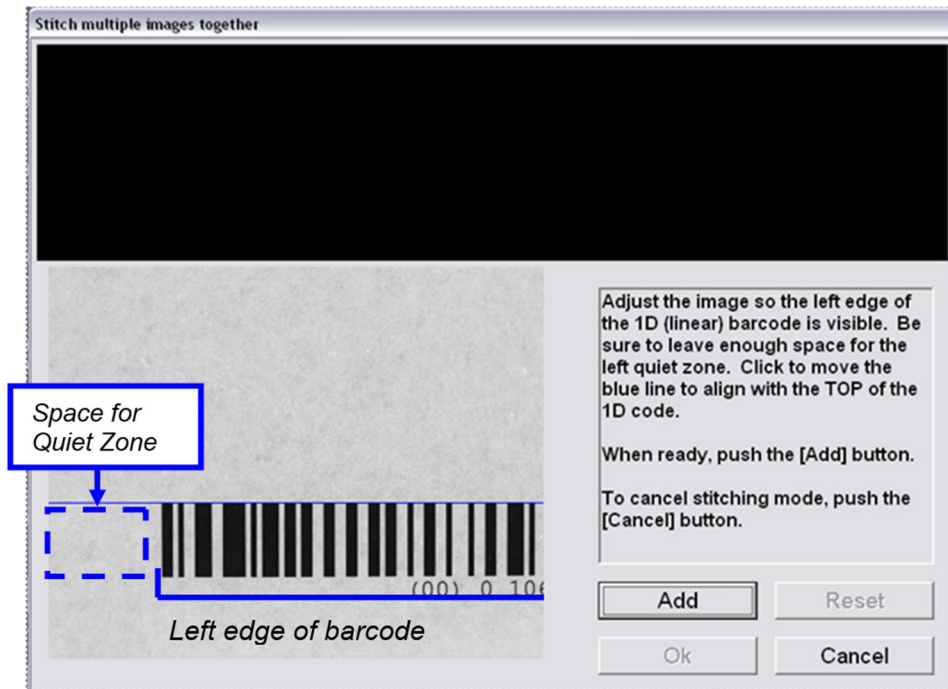 Stitch multiple images together
Adjust the image so the left edge of
the 1D (linear) barcode is visible. Be
sure to leave enough space for the
left quiet zone. Click to move the
blue line to align with the TOP of the
1D code.
When ready, push the [Add] button.
To cancel stitching mode, push the
[Cancel] button.
Space for
Quiet Zone
(00) 0 106
Left edge of barcode
Add
Reset
Ok
Cancel